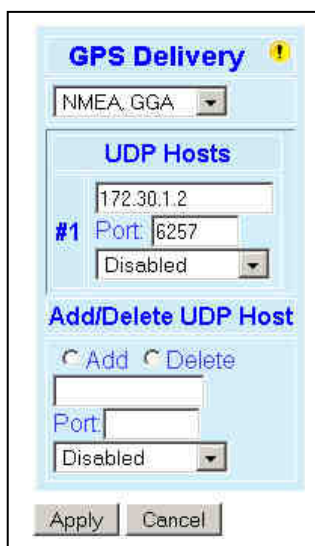 GPS Delivery !
NMEA, GGA
UDP Hosts
172.30.1.2
#1 Port: 6257
Disabled
Add/Delete UDP Host
Add Delete
Port:
Disabled
Apply Cancel